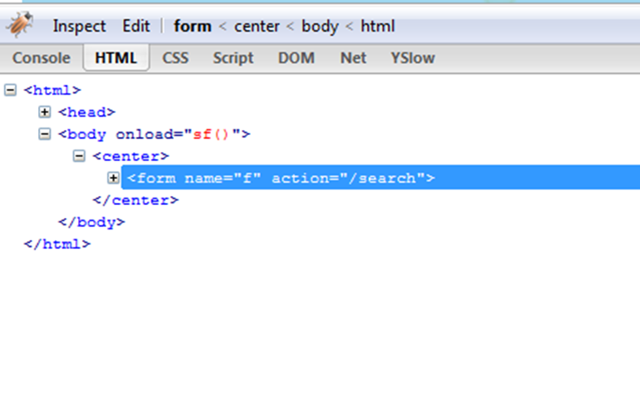 Inspect Edit form < center < body < html
Console HTML CSS Script DOM Net YSlow
<html>
<head>
<body onload="sf()">
<center>
<form name="f" action="/search">
</center>
</body>
</html>